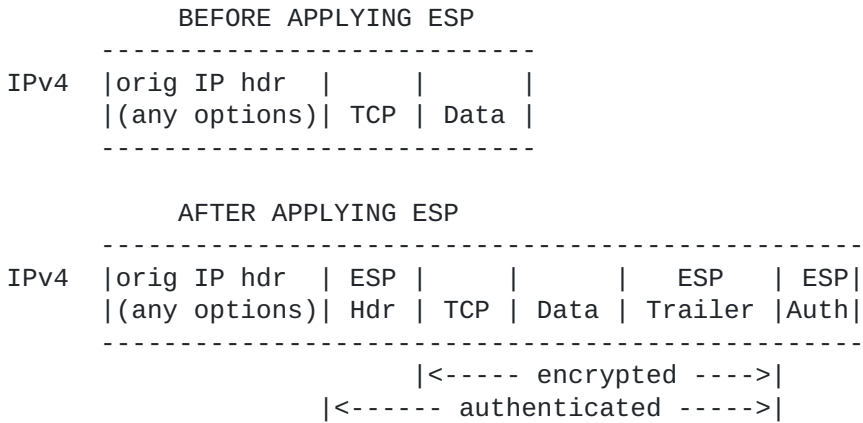 BEFORE APPLYING ESP
      ----------------------------
IPv4  |orig IP hdr  |     |      |
      |(any options)| TCP | Data |
      ----------------------------

           AFTER APPLYING ESP
      -------------------------------------------------
IPv4  |orig IP hdr  | ESP |     |      |   ESP   | ESP|
      |(any options)| Hdr | TCP | Data | Trailer |Auth|
      -------------------------------------------------
                          |<----- encrypted ---->|
                    |<------ authenticated ----->|